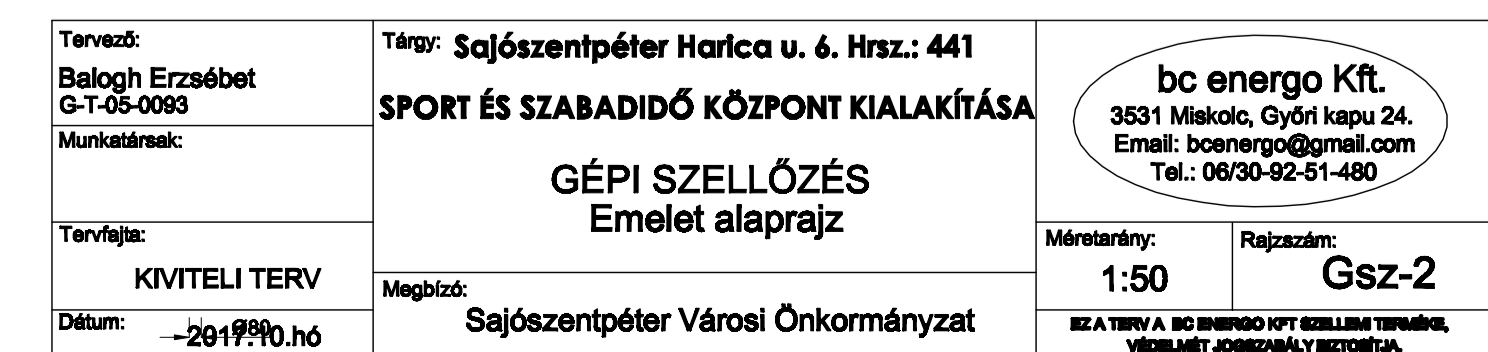 Tervező:
Balogh Erzsébet
G-T-05-0093
Munkatársak:
Tervfajta:
KIVITELI TERV
Dátum:
2017.10.hó
Ø80
Tárgy: Sajószentpéter Harica u. 6. Hrsz.: 441
SPORT ÉS SZABADIDŐ KÖZPONT KIALAKÍTÁSA
GÉPI SZELLŐZÉS
Emelet alaprajz
Megbízó:
Sajószentpéter Városi Önkormányzat
bc energo Kft.
3531 Miskolc, Győri kapu 24.
Email: bcenergo@gmail.com
Tel.: 06/30-92-51-480
Méretarány:
1:50
Rajzszám:
Gsz-2
EZ A TERV A BC ENERGO KFT SZELLEMI TERMÉKE,
VÉDELMÉT JOGSZABÁLY BIZTOSÍTJA.